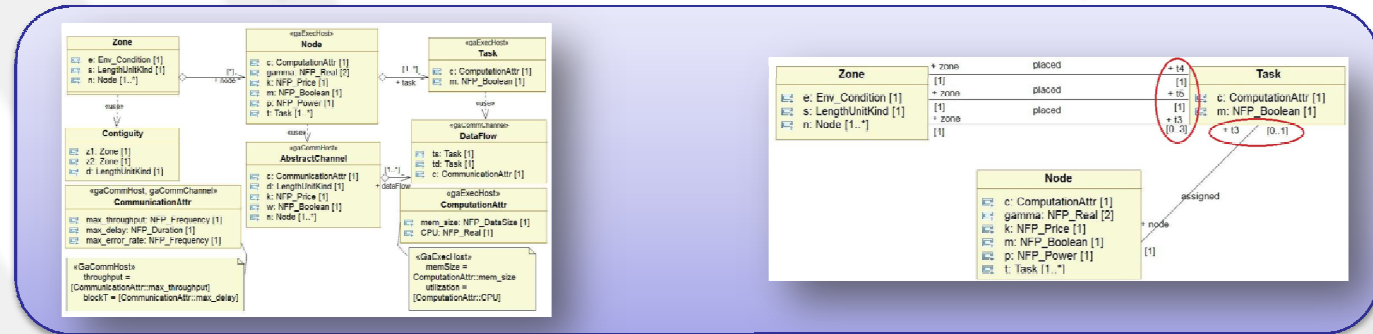 Zone
e: Env_Condition [1]
s: LengthUnitKind [1]
n: Node [1..*]
«use»
Contiguity
z1: Zone [1]
z2: Zone [1]
d: LengthUnitKind [1]
[*]
+ node
«gaExecHost»
Node
c: ComputationAttr [1]
gamma: NFP_Real [2]
k: NFP_Price [1]
m: NFP_Boolean [1]
p: NFP_Power [1]
t: Task [1..*]
[1..*]
+ task
«gaExecHost»
Task
c: ComputationAttr [1]
m: NFP_Boolean [1]
«use»
«use»
«gaCommHost»
AbstractChannel
c: CommunicationAttr [1]
d: LengthUnitKind [1]
k: NFP_Price [1]
w: NFP_Boolean [1]
n: Node [1..*]
[1..*]
+ dataFlow
«gaCommChannel»
DataFlow
ts: Task [1]
td: Task [1]
c: CommunicationAttr [1]
«gaCommHost, gaCommChannel»
CommunicationAttr
max_throughput: NFP_Frequency [1]
max_delay: NFP_Duration [1]
max_error_rate: NFP_Frequency [1]
«gaExecHost»
ComputationAttr
mem_size: NFP_DataSize [1]
CPU: NFP_Real [1]
«GaCommHost»
throughput =
[CommunicationAttr::max_throughput]
blockT = [CommunicationAttr::max_delay]
«GaExecHost»
memSize =
ComputationAttr::mem_size
utilization =
[ComputationAttr::CPU]
Zone
e: Env_Condition [1]
s: LengthUnitKind [1]
n: Node [1..*]
+ zone
placed
+ t4
[1]
[1]
+ zone
placed
+ t5
[1]
[1]
+ zone
placed
+ t3
[1]
[0..3]
Task
c: ComputationAttr [1]
m: NFP_Boolean [1]
+ t3
[0..1]
assigned
+ node
[1]
Node
c: ComputationAttr [1]
gamma: NFP_Real [2]
k: NFP_Price [1]
m: NFP_Boolean [1]
p: NFP_Power [1]
t: Task [1..*]